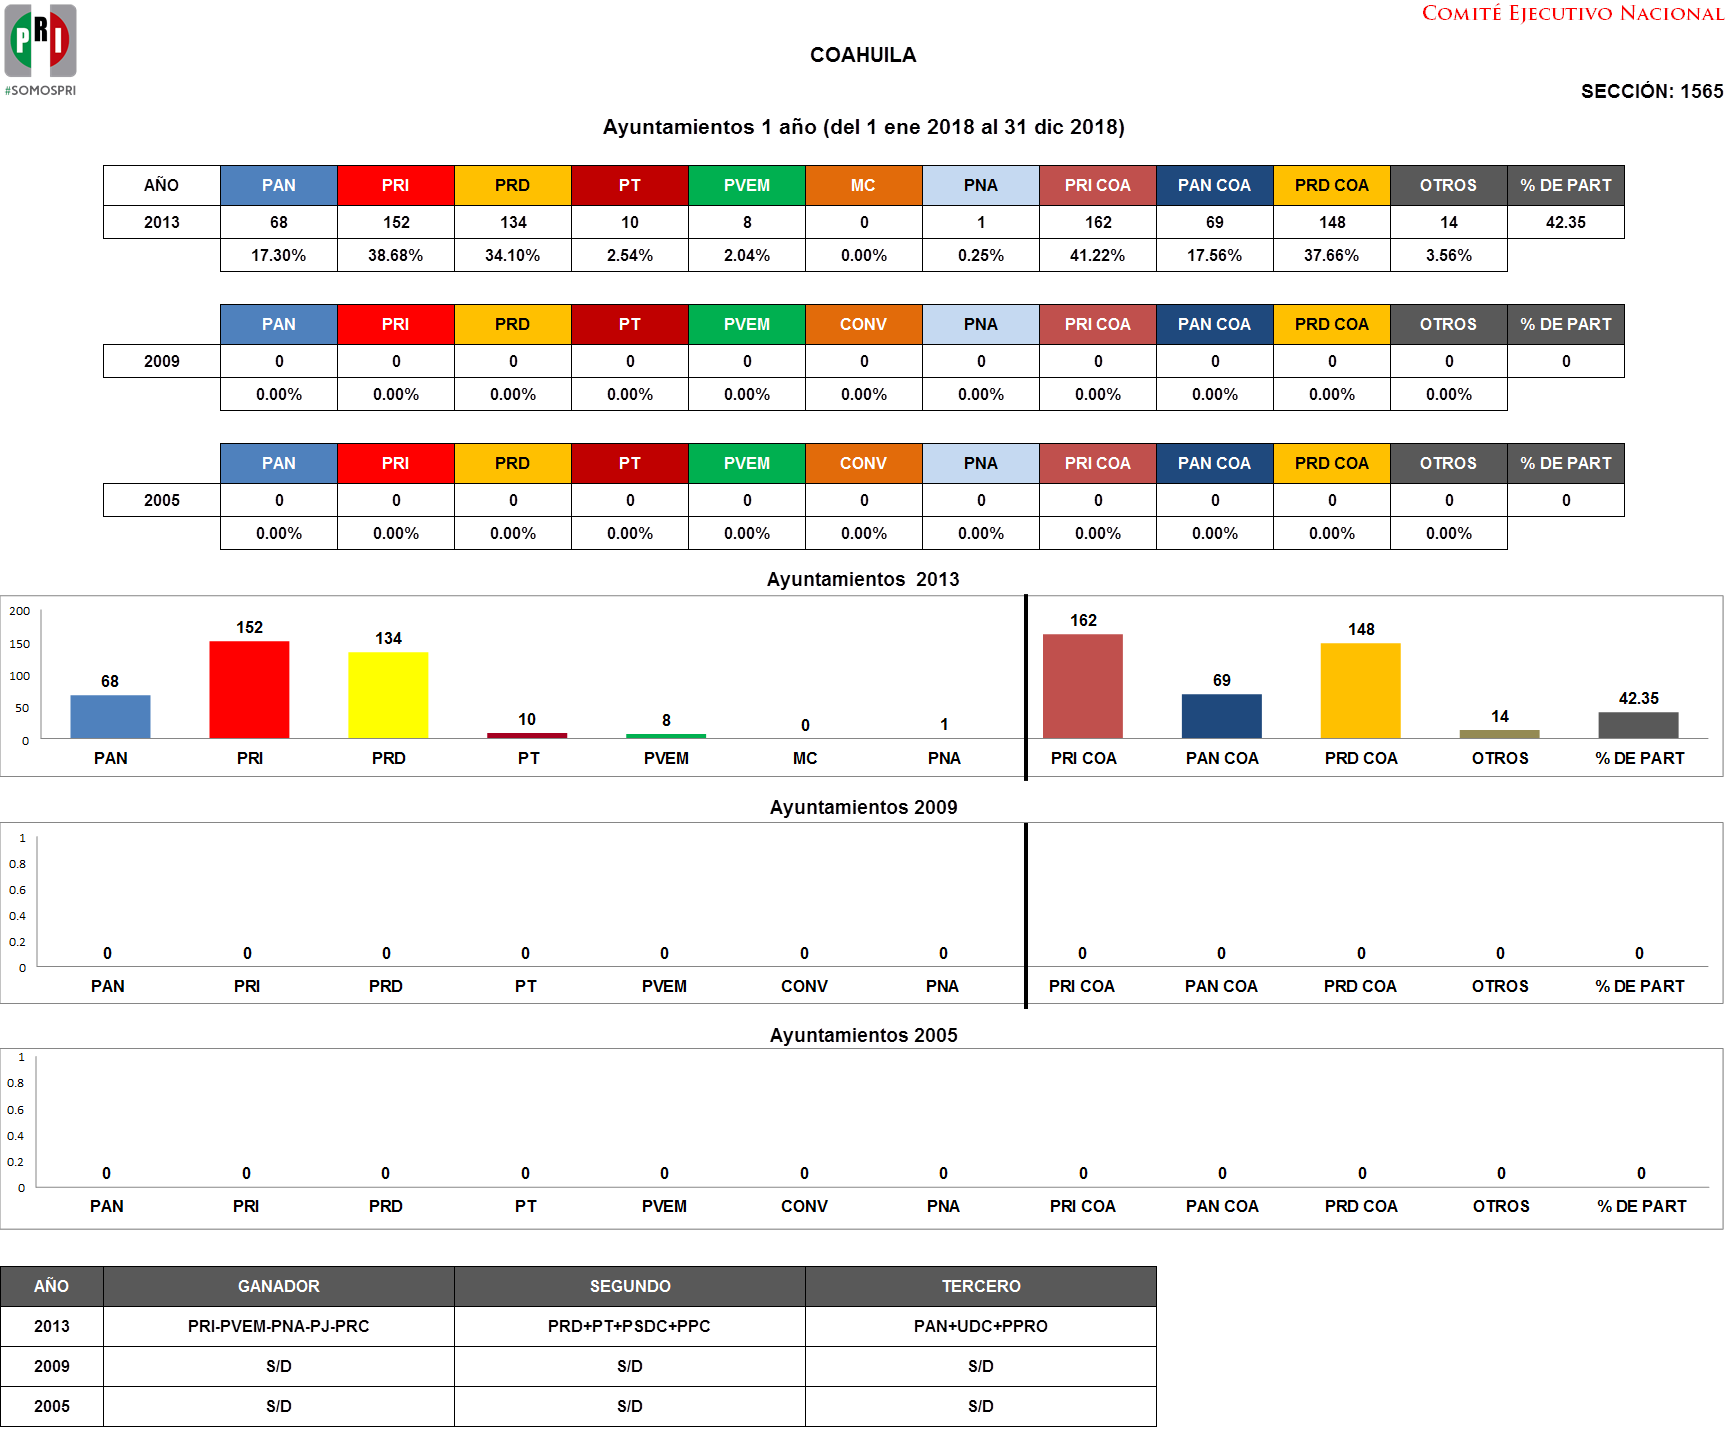 COMITÉ EJECUTIVO NACIONAL
PRI
#SOMOSPRI
COAHUILA
SECCIÓN: 1565
Ayuntamientos 1 año (del 1 ene 2018 al 31 dic 2018)
AÑO PAN PRI PRD PT PVEM MC PNA PRI COA PAN COA PRD COA OTROS % DE PART
2013 68 152 134 10 8 0 1 162 69 148 14 42.35
17.30% 38.68% 34.10% 2.54% 2.04% 0.00% 0.25% 41.22% 17.56% 37.66% 3.56%
PAN PRI PRD PT PVEM CONV PNA PRI COA PAN COA PRD COA OTROS % DE PART
2009 0 0 0 0 0 0 0 0 0 0 0 0
0.00% 0.00% 0.00% 0.00% 0.00% 0.00% 0.00% 0.00% 0.00% 0.00% 0.00%
PAN PRI PRD PT PVEM CONV PNA PRI COA PAN COA PRD COA OTROS % DE PART
2005 0 0 0 0 0 0 0 0 0 0 0 0
0.00% 0.00% 0.00% 0.00% 0.00% 0.00% 0.00% 0.00% 0.00% 0.00% 0.00%
Ayuntamientos 2013
200
150
100
50
0
68 152 134 10 8 0 1 162 69 148 14 42.35
PAN PRI PRD PT PVEM MC PNA PRI COA PAN COA PRD COA OTROS % DE PART
Ayuntamientos 2009
1
0.8
0.6
0.4
0.2
0
0 0 0 0 0 0 0 0 0 0 0 0
PAN PRI PRD PT PVEM CONV PNA PRI COA PAN COA PRD COA OTROS % DE PART
Ayuntamientos 2005
1
0.8
0.6
0.4
0.2
0
0 0 0 0 0 0 0 0 0 0 0 0
PAN PRI PRD PT PVEM CONV PNA PRI COA PAN COA PRD COA OTROS % DE PART
AÑO GANADOR SEGUNDO TERCERO
2013 PRI-PVEM-PNA-PJ-PRC PRD+PT+PSDC+PPC PAN+UDC+PPRO
2009 S/D S/D S/D
2005 S/D S/D S/D